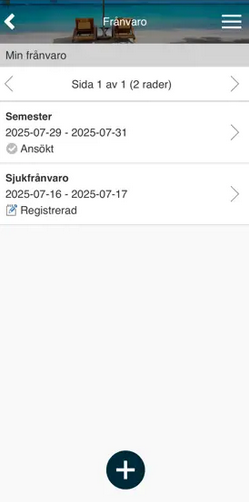 Frånvaro
Min frånvaro
Sida 1 av 1 (2 rader)
Semester
2025-07-29 - 2025-07-31
Ansökt
Sjukfrånvaro
2025-07-16 - 2025-07-17
Registrerad